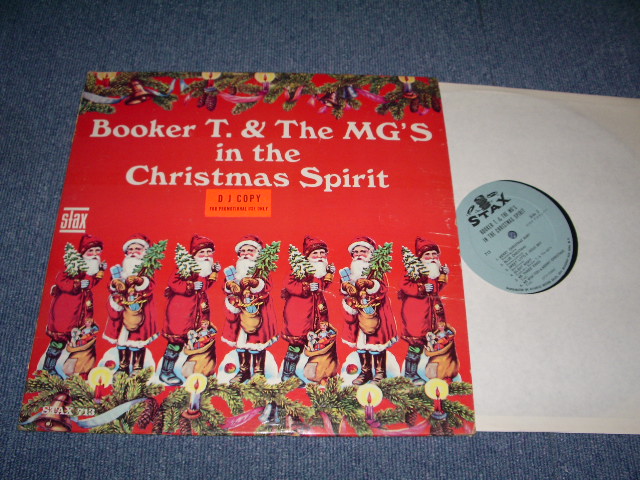 Booker T. & The MG'S
in the
Christmas Spirit
D J COPY
FOR PROMOTIONAL USE ONLY
stax
STAX 713
STAX
BOOKER T. & THE MG'S
IN THE CHRISTMAS SPIRIT